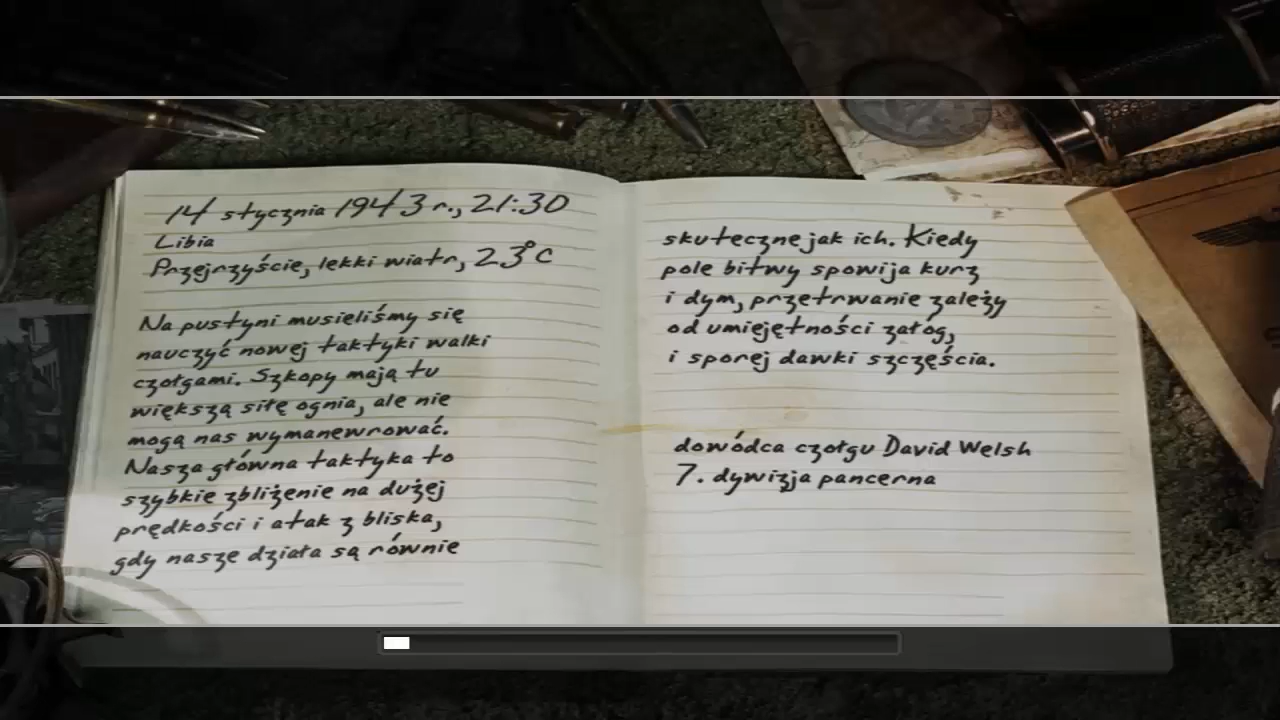 14 stycznia 1943 r., 21:30
Libia
Przejrzyście, lekki wiatr, 23°C
Na pustyni musieliśmy się
nauczyć nowej taktyki walki
czołgami. Szkopy mają tu
większą siłę ognia, ale nie
mogą nas wymanewrować.
Nasza główna taktyka to
szybkie zbliżenie na dużej
prędkości i atak z bliska,
gdy nasze działa są równie
skuteczne jak ich. Kiedy
pole bitwy spowija kurz
i dym, przetrwanie zależy
od umiejętności załóg,
i sporej dawki szczęścia.
dowódca czołgu David Welsh
7. dywizja pancerna